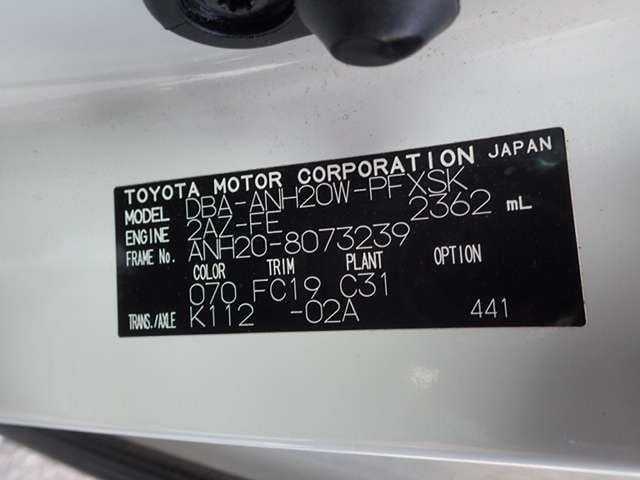 TOYOTA MOTOR CORPORATION JAPAN
MODEL DBA-ANH20W-PFXSK
ENGINE 2AZ-FE 2362 mL
FRAME No. ANH20-8073239
COLOR TRIM PLANT OPTION
070 FC19 C31
TRANS./AXLE K112 -02A 441